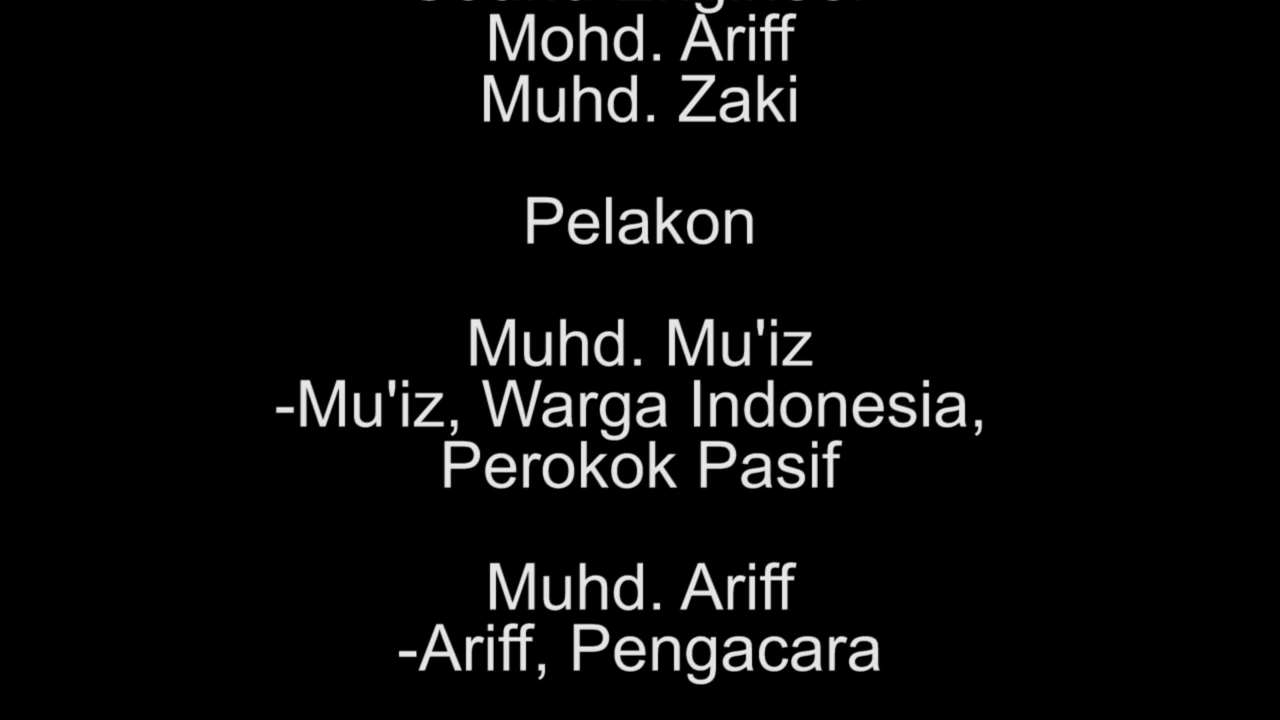 Mohd. Ariff
Muhd. Zaki
Pelakon
Muhd. Mu'iz
-Mu'iz, Warga Indonesia,
Perokok Pasif
Muhd. Ariff
-Ariff, Pengacara